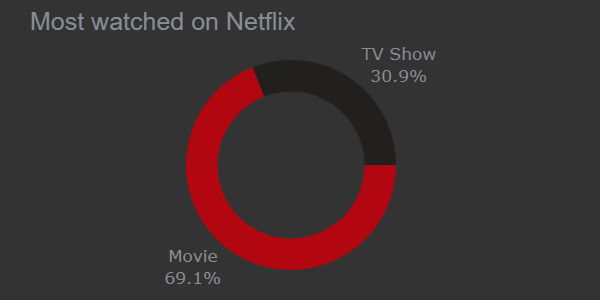 Most watched on Netflix
TV Show
30.9%
Movie
69.1%